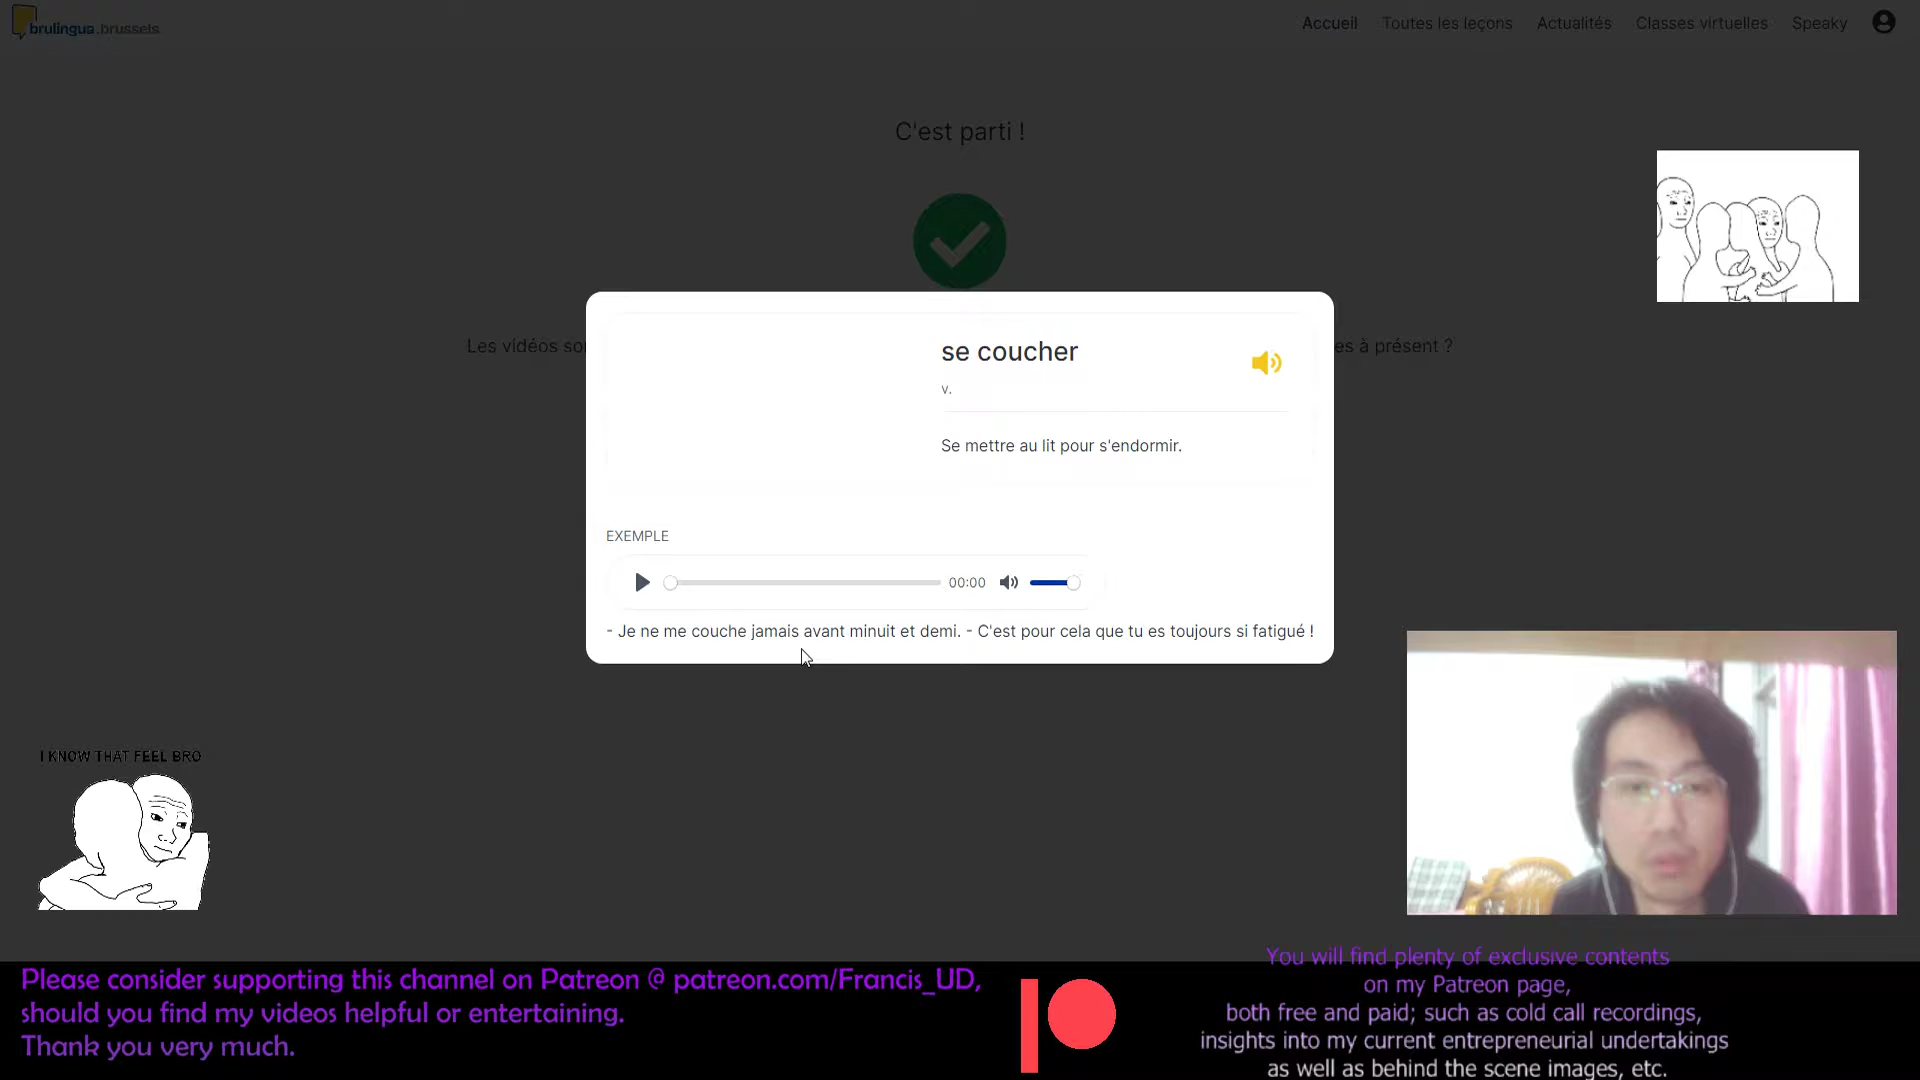 brulingua.brussels
Accueil Toutes les leçons Actualités Classes virtuelles Speaky
C'est parti !
Les vidéos
es à présent ?
se coucher
v.
Se mettre au lit pour s'endormir.
EXEMPLE
00:00
- Je ne me couche jamais avant minuit et demi. - C'est pour cela que tu es toujours si fatigué !
I KNOW THAT FEEL BRO
Please consider supporting this channel on Patreon @ patreon.com/Francis_UD,
should you find my videos helpful or entertaining.
Thank you very much.
You will find plenty of exclusive contents
on my Patreon page,
both free and paid; such as cold call recordings,
insights into my current entrepreneurial undertakings
as well as behind the scene images, etc.